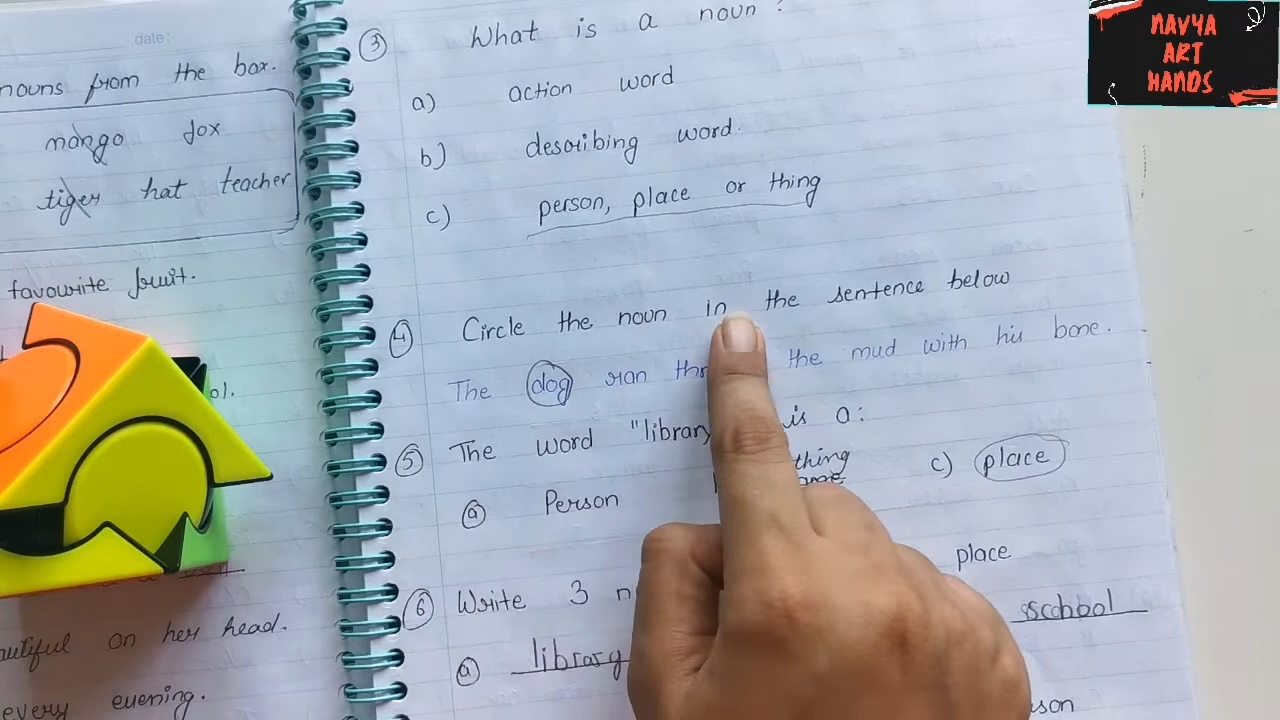 date:
nouns from the box.
mango fox
tiger hat teacher
favourite fruit.
ol.
on her head.
every evening.
③ What is a noun?
a) action word
b) describing word.
c) person, place or thing
④ Circle the noun in the sentence below
The dog ran the mud with his bone.
⑤ The word "library is a:
ⓐ Person thing c) place
⑥ Write 3 place
ⓐ library school
NAVYA
ART
HANDS